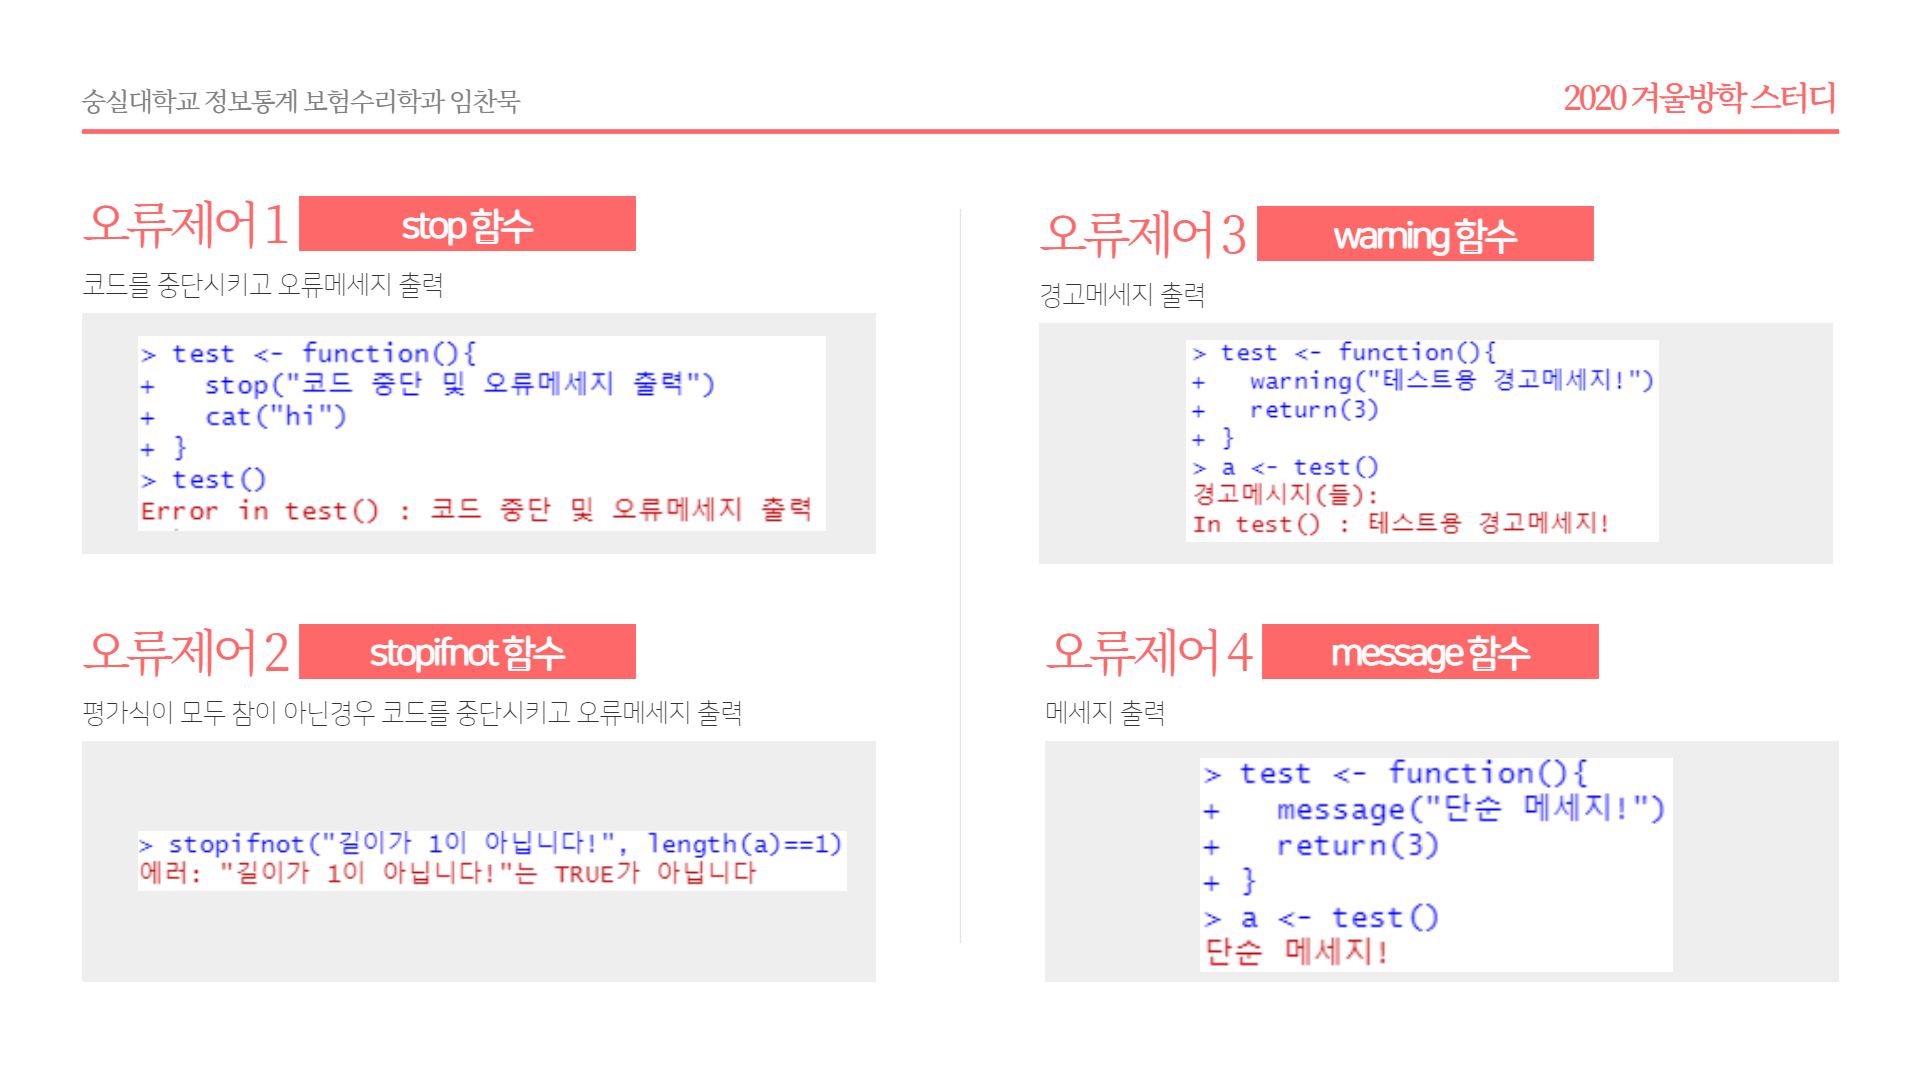 숭실대학교 정보통계 보험수리학과 임찬묵
2020 겨울방학 스터디
오류제어 1 stop 함수
코드를 중단시키고 오류메세지 출력
> test <- function(){
+   stop("코드 중단 및 오류메세지 출력")
+   cat("hi")
+ }
> test()
Error in test() : 코드 중단 및 오류메세지 출력
오류제어 2 stopifnot 함수
평가식이 모두 참이 아닌경우 코드를 중단시키고 오류메세지 출력
> stopifnot("길이가 1이 아닙니다!", length(a)==1)
에러: "길이가 1이 아닙니다!"는 TRUE가 아닙니다
오류제어 3 warning 함수
경고메세지 출력
> test <- function(){
+   warning("테스트용 경고메세지!")
+   return(3)
+ }
> a <- test()
경고메시지(들):
In test() : 테스트용 경고메세지!
오류제어 4 message 함수
메세지 출력
> test <- function(){
+   message("단순 메세지!")
+   return(3)
+ }
> a <- test()
단순 메세지!